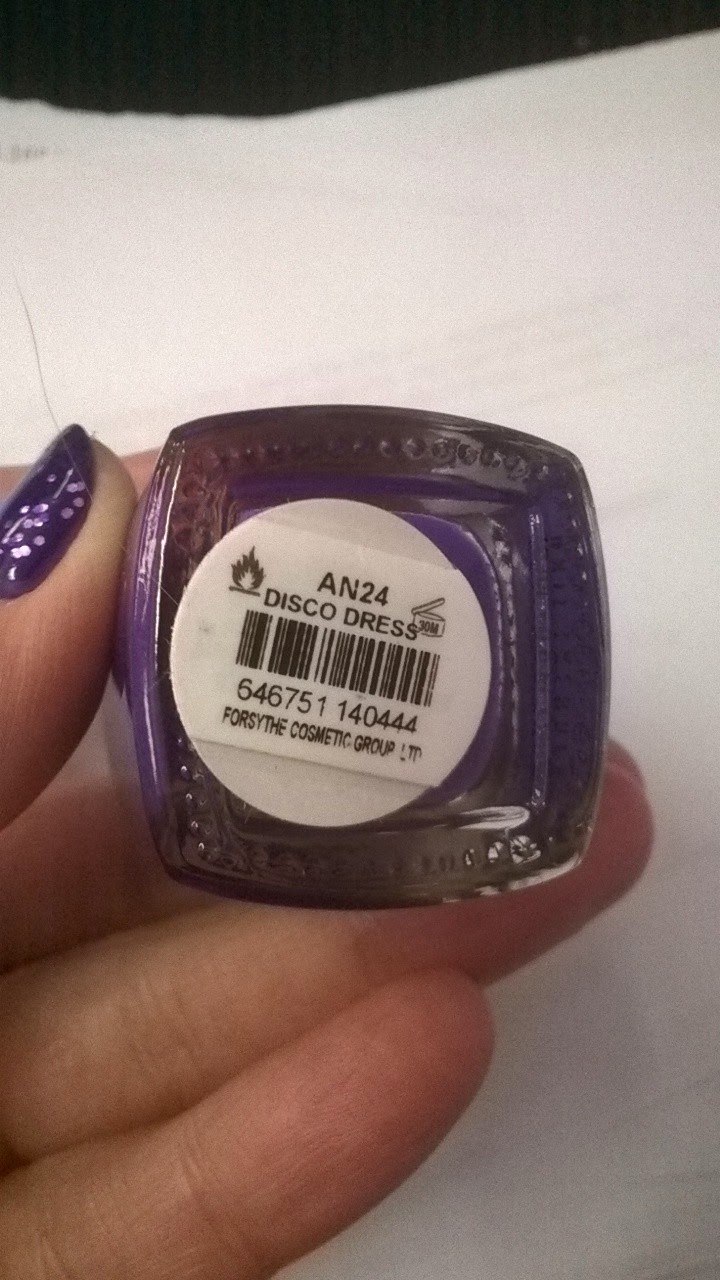 AN24
DISCO DRESS
30M
646751 140444
FORSYTHE COSMETIC GROUP LTD